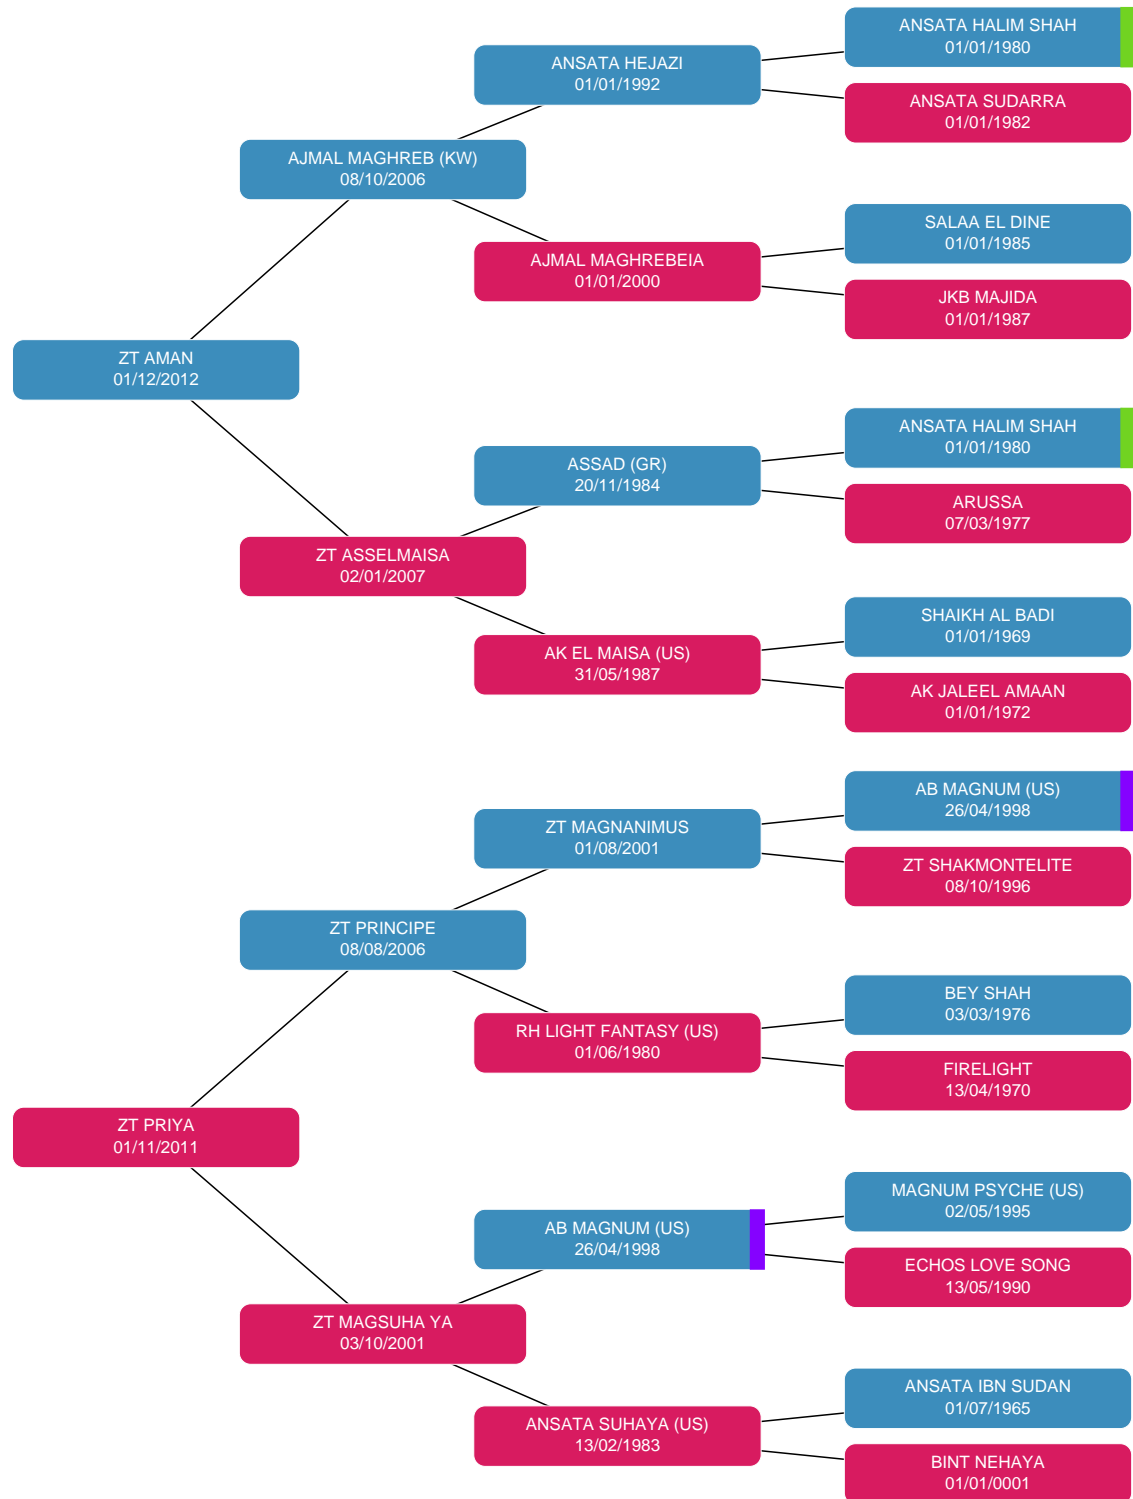 ANSATA HALIM SHAH
01/01/1980
ANSATA HEJAZI
01/01/1992
ANSATA SUDARRA
01/01/1982
AJMAL MAGHREB (KW)
08/10/2006
SALAA EL DINE
01/01/1985
AJMAL MAGHREBEIA
01/01/2000
JKB MAJIDA
01/01/1987
ZT AMAN
01/12/2012
ANSATA HALIM SHAH
01/01/1980
ASSAD (GR)
20/11/1984
ARUSSA
07/03/1977
ZT ASSELMAISA
02/01/2007
SHAIKH AL BADI
01/01/1969
AK EL MAISA (US)
31/05/1987
AK JALEEL AMAAN
01/01/1972
AB MAGNUM (US)
26/04/1998
ZT MAGNANIMUS
01/08/2001
ZT SHAKMONTELITE
08/10/1996
ZT PRINCIPE
08/08/2006
BEY SHAH
03/03/1976
RH LIGHT FANTASY (US)
01/06/1980
FIRELIGHT
13/04/1970
ZT PRIYA
01/11/2011
MAGNUM PSYCHE (US)
02/05/1995
AB MAGNUM (US)
26/04/1998
ECHOS LOVE SONG
13/05/1990
ZT MAGSUHA YA
03/10/2001
ANSATA IBN SUDAN
01/07/1965
ANSATA SUHAYA (US)
13/02/1983
BINT NEHAYA
01/01/0001